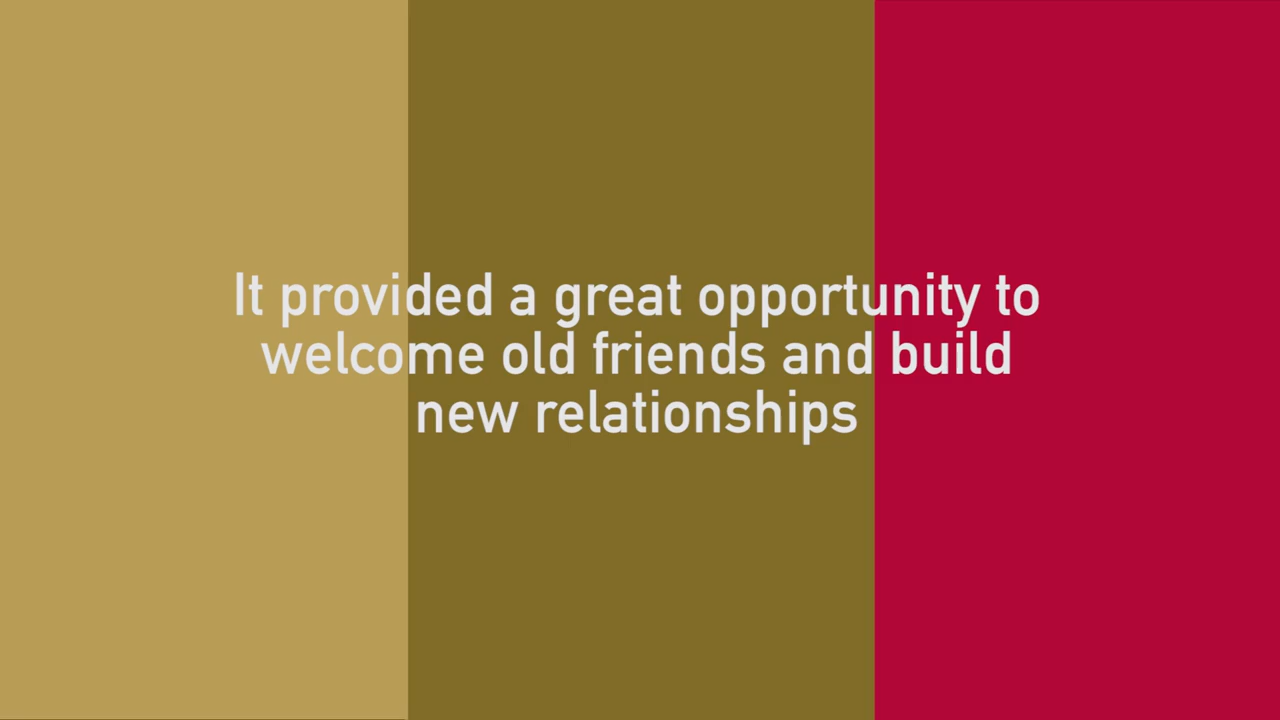 It provided a great opportunity to
welcome old friends and build
new relationships